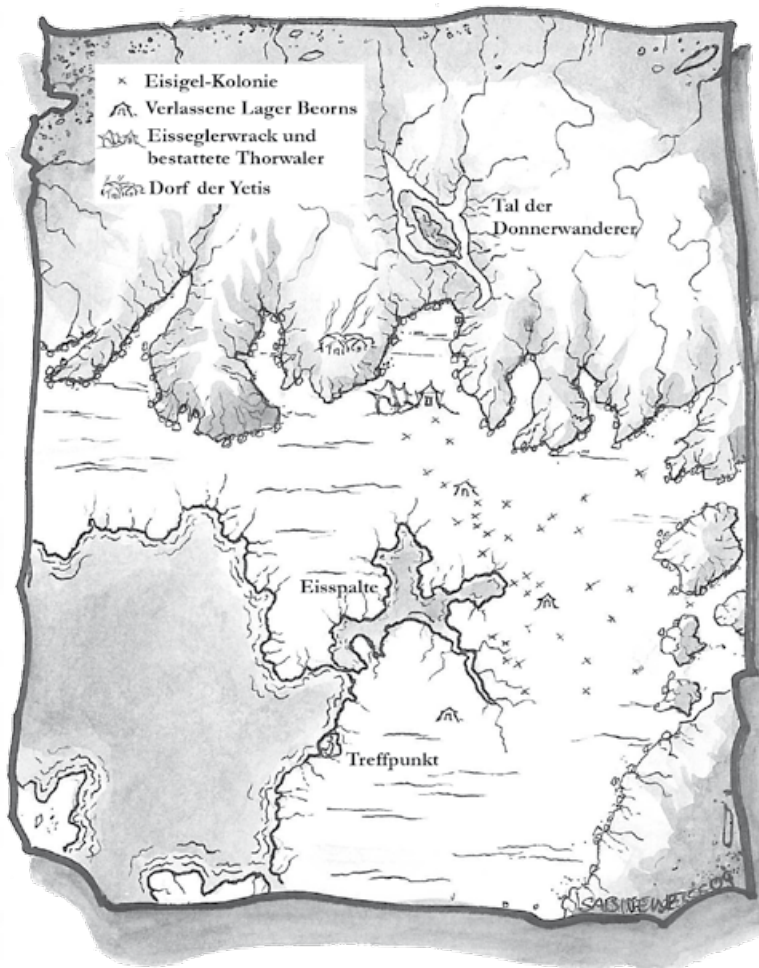 Eisigel-Kolonie
Verlassene Lager Beorns
Eisseglerwrack und
bestattete Thorwaler
Dorf der Yetis
Tal der
Donnerwanderer
Eisspalte
Treffpunkt